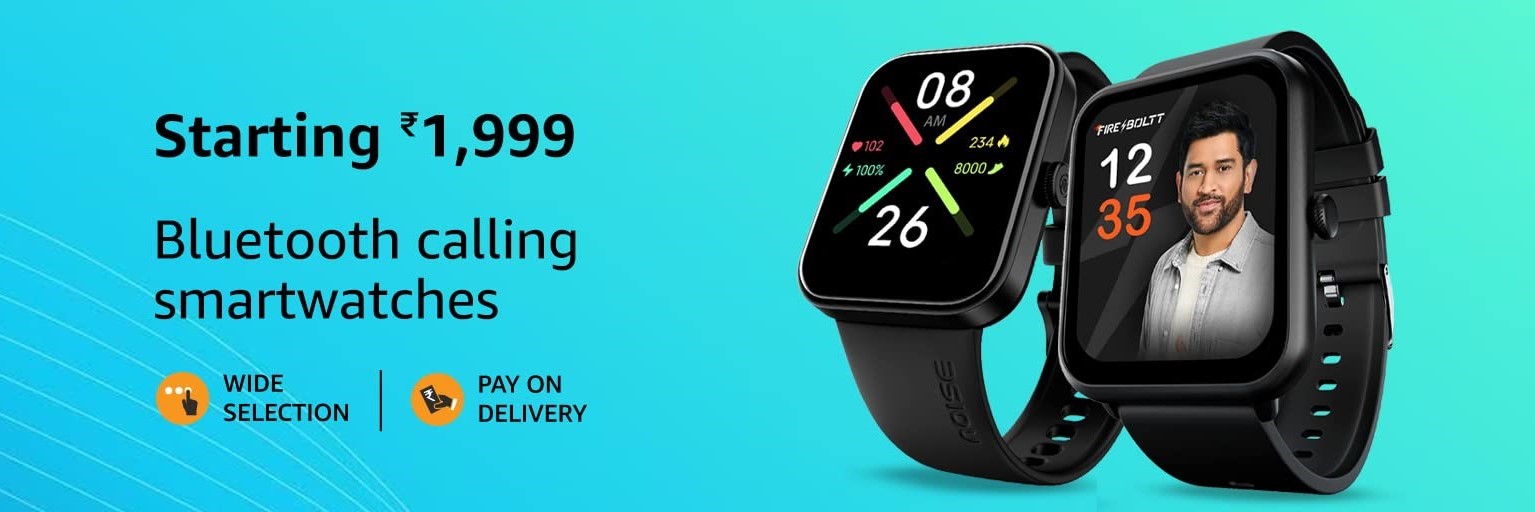 Starting ₹1,999
Bluetooth calling
smartwatches
WIDE
SELECTION
PAY ON
DELIVERY
08
AM
102
234
100%
8000
26
NOISE
FIRE BOLTT
12
35